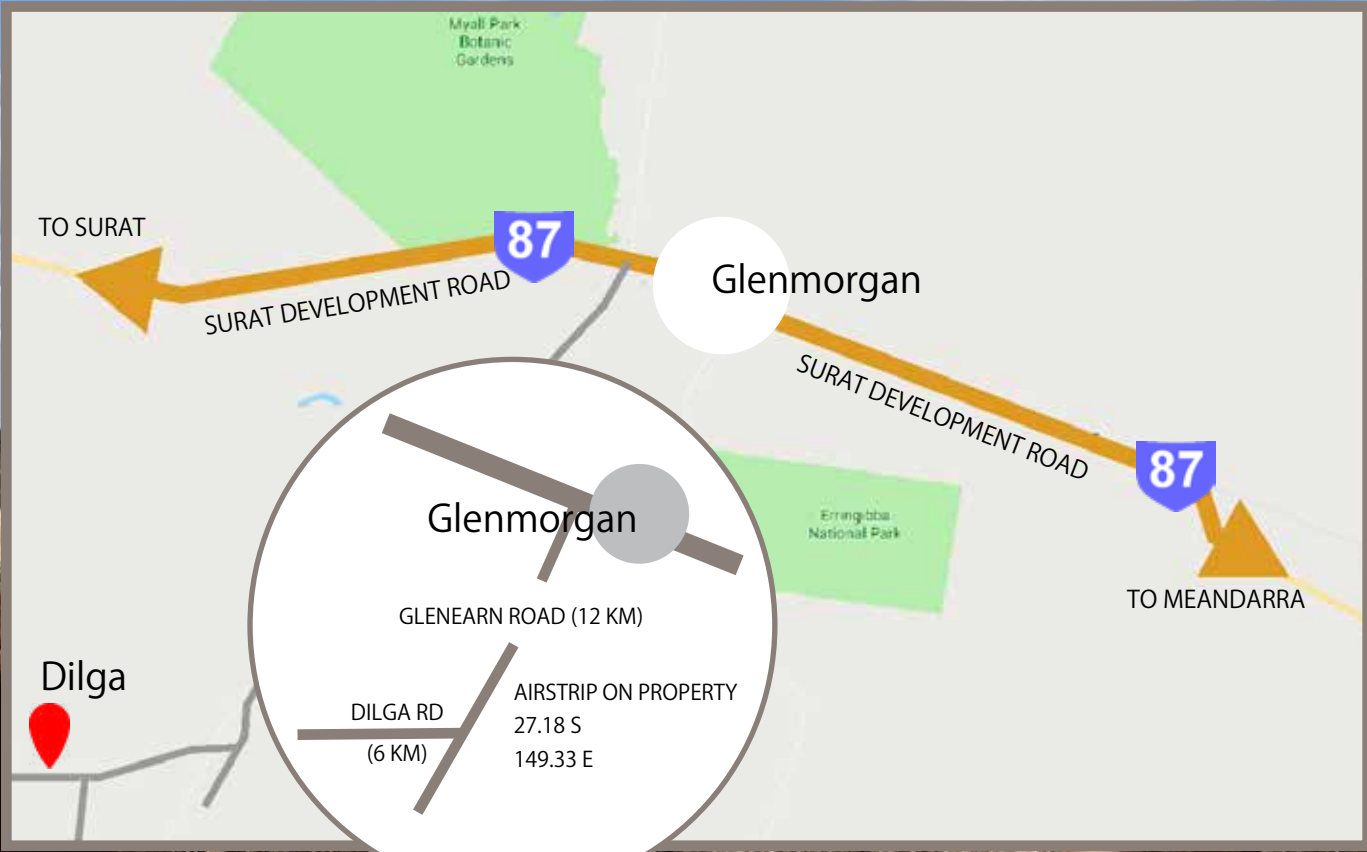 Myall Park
Botanic
Gardens
TO SURAT
87
SURAT DEVELOPMENT ROAD
Glenmorgan
SURAT DEVELOPMENT ROAD
87
TO MEANDARRA
Erringibba
National Park
Glenmorgan
GLENEARN ROAD (12 KM)
DILGA RD
(6 KM)
AIRSTRIP ON PROPERTY
27.18 S
149.33 E
Dilga